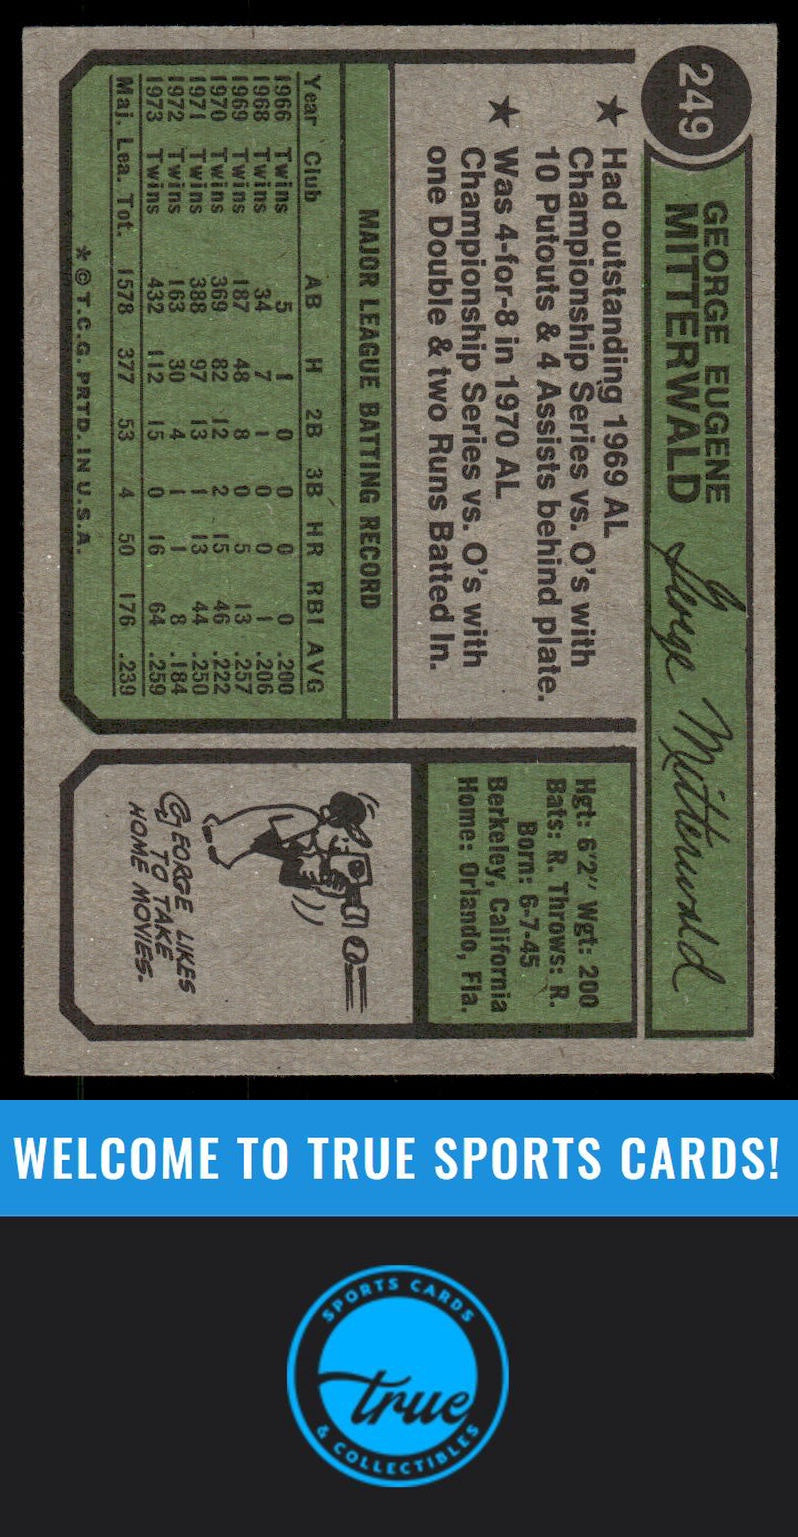 249
GEORGE EUGENE
MITTERWALD
George Mitterwald
★ Had outstanding 1969 AL
Championship Series vs. O's with
10 Putouts & 4 Assists behind plate.
★ Was 4-for-8 in 1970 AL
Championship Series vs. O's with
one Double & two Runs Batted In.
MAJOR LEAGUE BATTING RECORD
Year Club AB H 2B 3B HR RBI AVG
1966 Twins 5 1 0 0 0 0 .200
1968 Twins 34 7 1 0 0 1 .206
1969 Twins 187 48 8 0 5 13 .257
1970 Twins 369 82 12 2 15 46 .222
1971 Twins 388 97 13 1 13 44 .250
1972 Twins 163 30 4 1 1 8 .184
1973 Twins 432 112 15 0 16 64 .259
Maj. Lea. Tot. 1578 377 53 4 50 176 .239
* © T.C.G. PRTD. IN U.S.A.
Hgt: 6'2" Wgt: 200
Bats: R. Throws: R.
Born: 6-7-45
Berkeley, California
Home: Orlando, Fla.
GEORGE LIKES
TO TAKE
HOME MOVIES.
WELCOME TO TRUE SPORTS CARDS!
SPORTS CARDS
true
& COLLECTIBLES